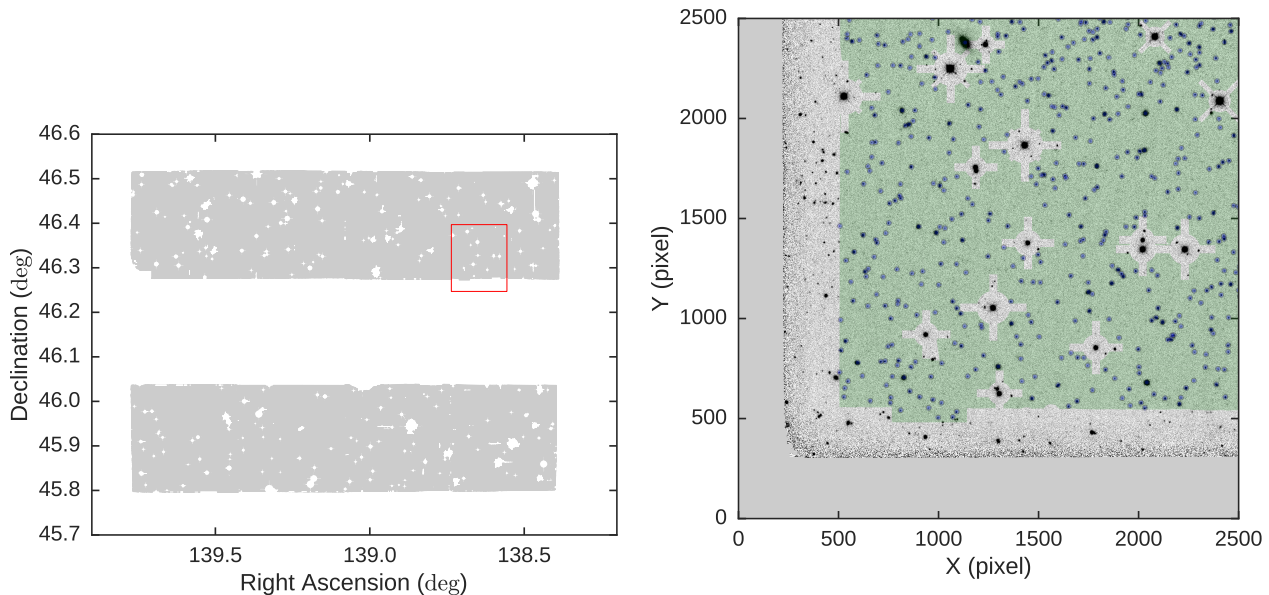 46.6
46.5
46.4
46.3
46.2
46.1
46.0
45.9
45.8
45.7
Declination (deg)
139.5 139.0 138.5
Right Ascension (deg)
2500
2000
1500
1000
500
0
Y (pixel)
0 500 1000 1500 2000 2500
X (pixel)